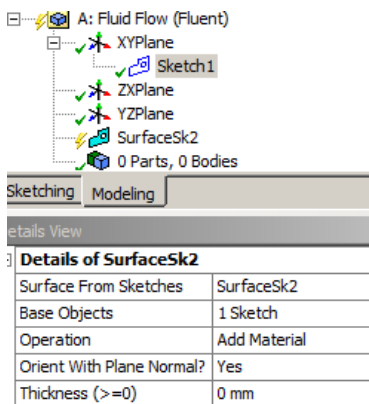 A: Fluid Flow (Fluent)
XYPlane
Sketch1
ZXPlane
YZPlane
SurfaceSk2
0 Parts, 0 Bodies
Sketching Modeling
etails View
Details of SurfaceSk2
Surface From Sketches SurfaceSk2
Base Objects 1 Sketch
Operation Add Material
Orient With Plane Normal? Yes
Thickness (>=0) 0 mm